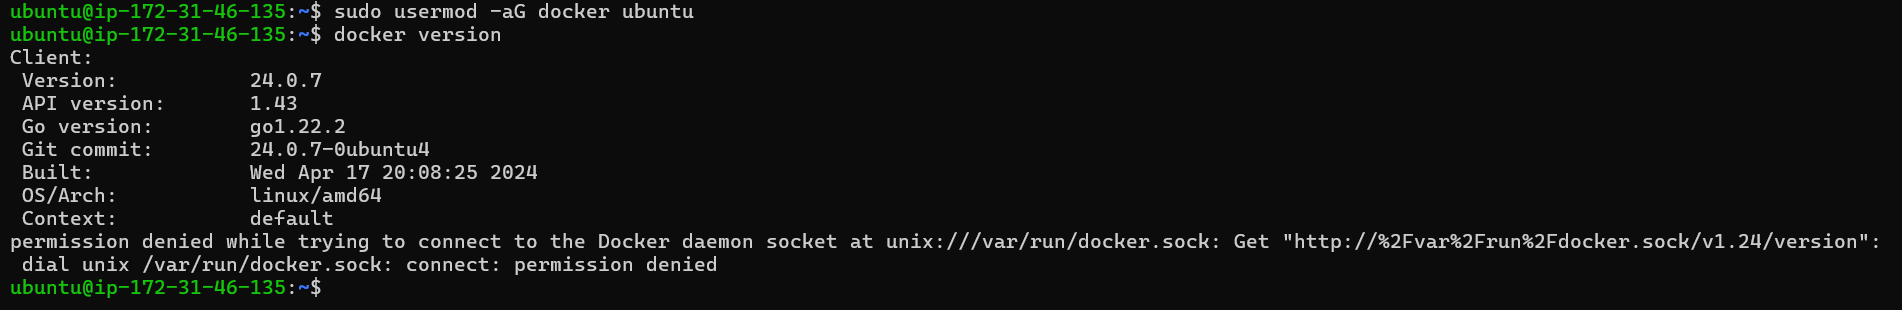 ubuntu@ip-172-31-46-135:~$ sudo usermod -aG docker ubuntu
ubuntu@ip-172-31-46-135:~$ docker version
Client:
 Version:           24.0.7
 API version:       1.43
 Go version:        go1.22.2
 Git commit:        24.0.7-0ubuntu4
 Built:             Wed Apr 17 20:08:25 2024
 OS/Arch:           linux/amd64
 Context:           default
permission denied while trying to connect to the Docker daemon socket at unix:///var/run/docker.sock: Get "http://%2Fvar%2Frun%2Fdocker.sock/v1.24/version":
 dial unix /var/run/docker.sock: connect: permission denied
ubuntu@ip-172-31-46-135:~$